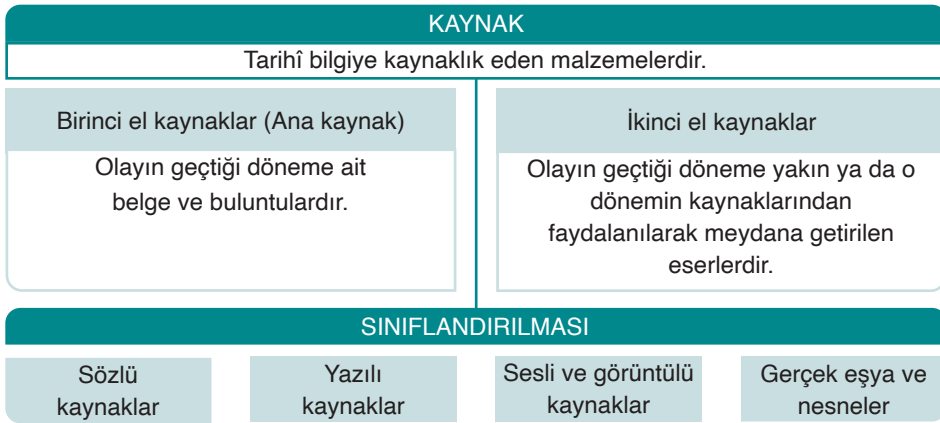 KAYNAK
Tarihî bilgiye kaynaklık eden malzemelerdir.
Birinci el kaynaklar (Ana kaynak)
Olayın geçtiği döneme ait
belge ve buluntulardır.
İkinci el kaynaklar
Olayın geçtiği döneme yakın ya da o
dönemin kaynaklarından
faydalanılarak meydana getirilen
eserlerdir.
SINIFLANDIRILMASI
Sözlü
kaynaklar
Yazılı
kaynaklar
Sesli ve görüntülü
kaynaklar
Gerçek eşya ve
nesneler